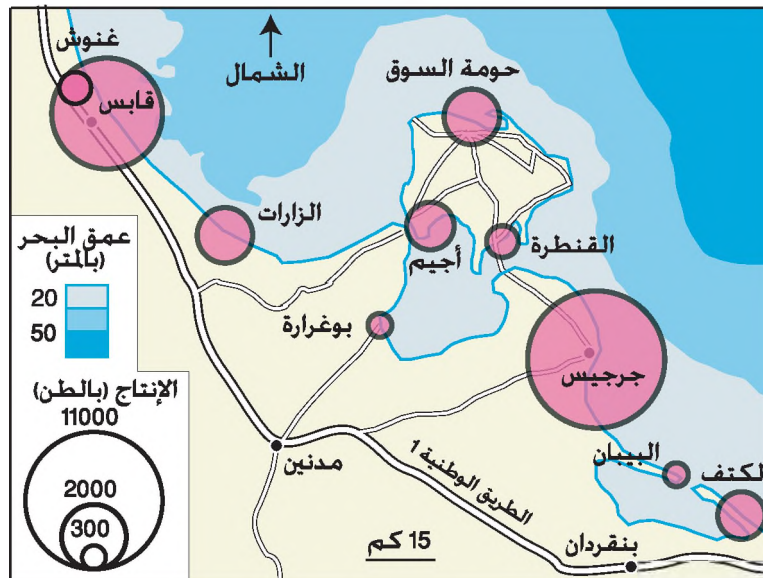 غنوش
قابس
الشمال
حومة السوق
الزارات
أجيم
القنطرة
بوغرارة
جرجيس
البيبان
لكتف
مدنين
الطريق الوطنية 1
بنقردان
15 كم
عمق البحر
(بالمتر)
20
50
الإنتاج (بالطن)
11000
2000
300